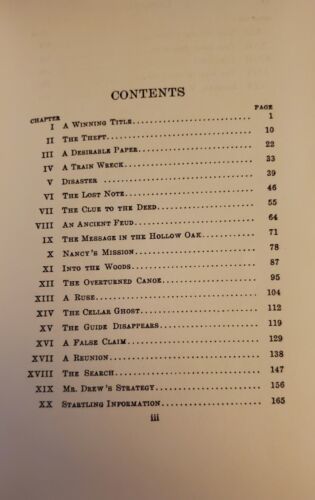 CONTENTS
CHAPTER PAGE
I A Winning Title 1
II The Theft 10
III A Desirable Paper 22
IV A Train Wreck 33
V Disaster 39
VI The Lost Note 46
VII The Clue to the Deed 55
VIII An Ancient Feud 64
IX The Message in the Hollow Oak 71
X Nancy's Mission 78
XI Into the Woods 87
XII The Overturned Canoe 95
XIII A Ruse 104
XIV The Cellar Ghost 112
XV The Guide Disappears 119
XVI A False Claim 129
XVII A Reunion 138
XVIII The Search 147
XIX Mr. Drew's Strategy 156
XX Startling Information 165
iii